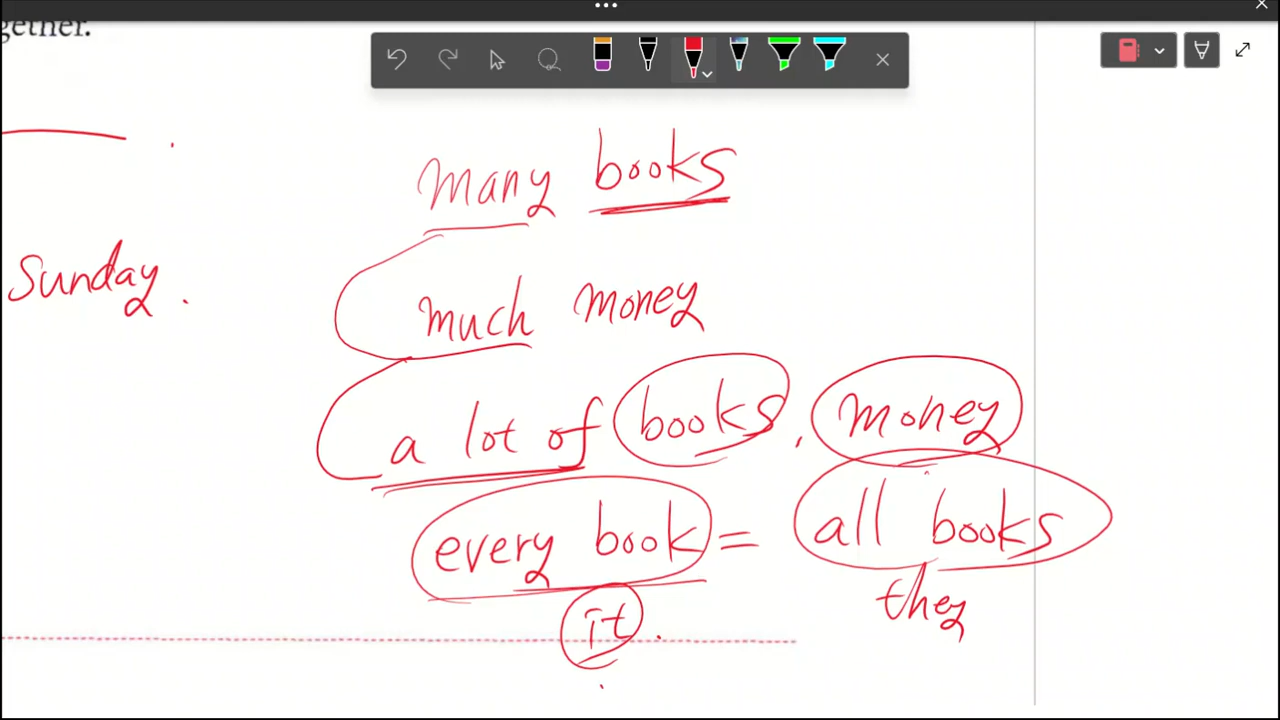 gether.
many books
Sunday.
much money
a lot of books, money
every book = all books
it.
they